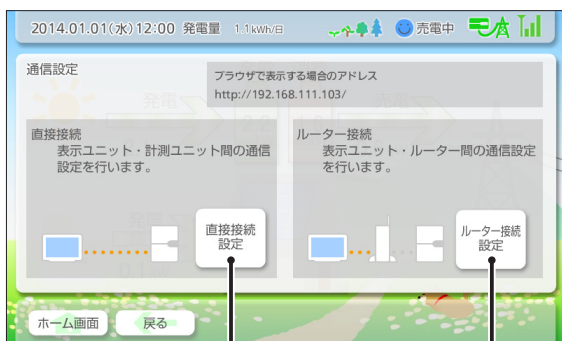 2014.01.01(水)12:00 発電量 1.1kWh/日 売電中
通信設定
ブラウザで表示する場合のアドレス
http://192.168.111.103/
直接接続
表示ユニット・計測ユニット間の通信
設定を行います。
直接接続
設定
ルーター接続
表示ユニット・ルーター間の通信設定
を行います。
ルーター接続
設定
ホーム画面 戻る